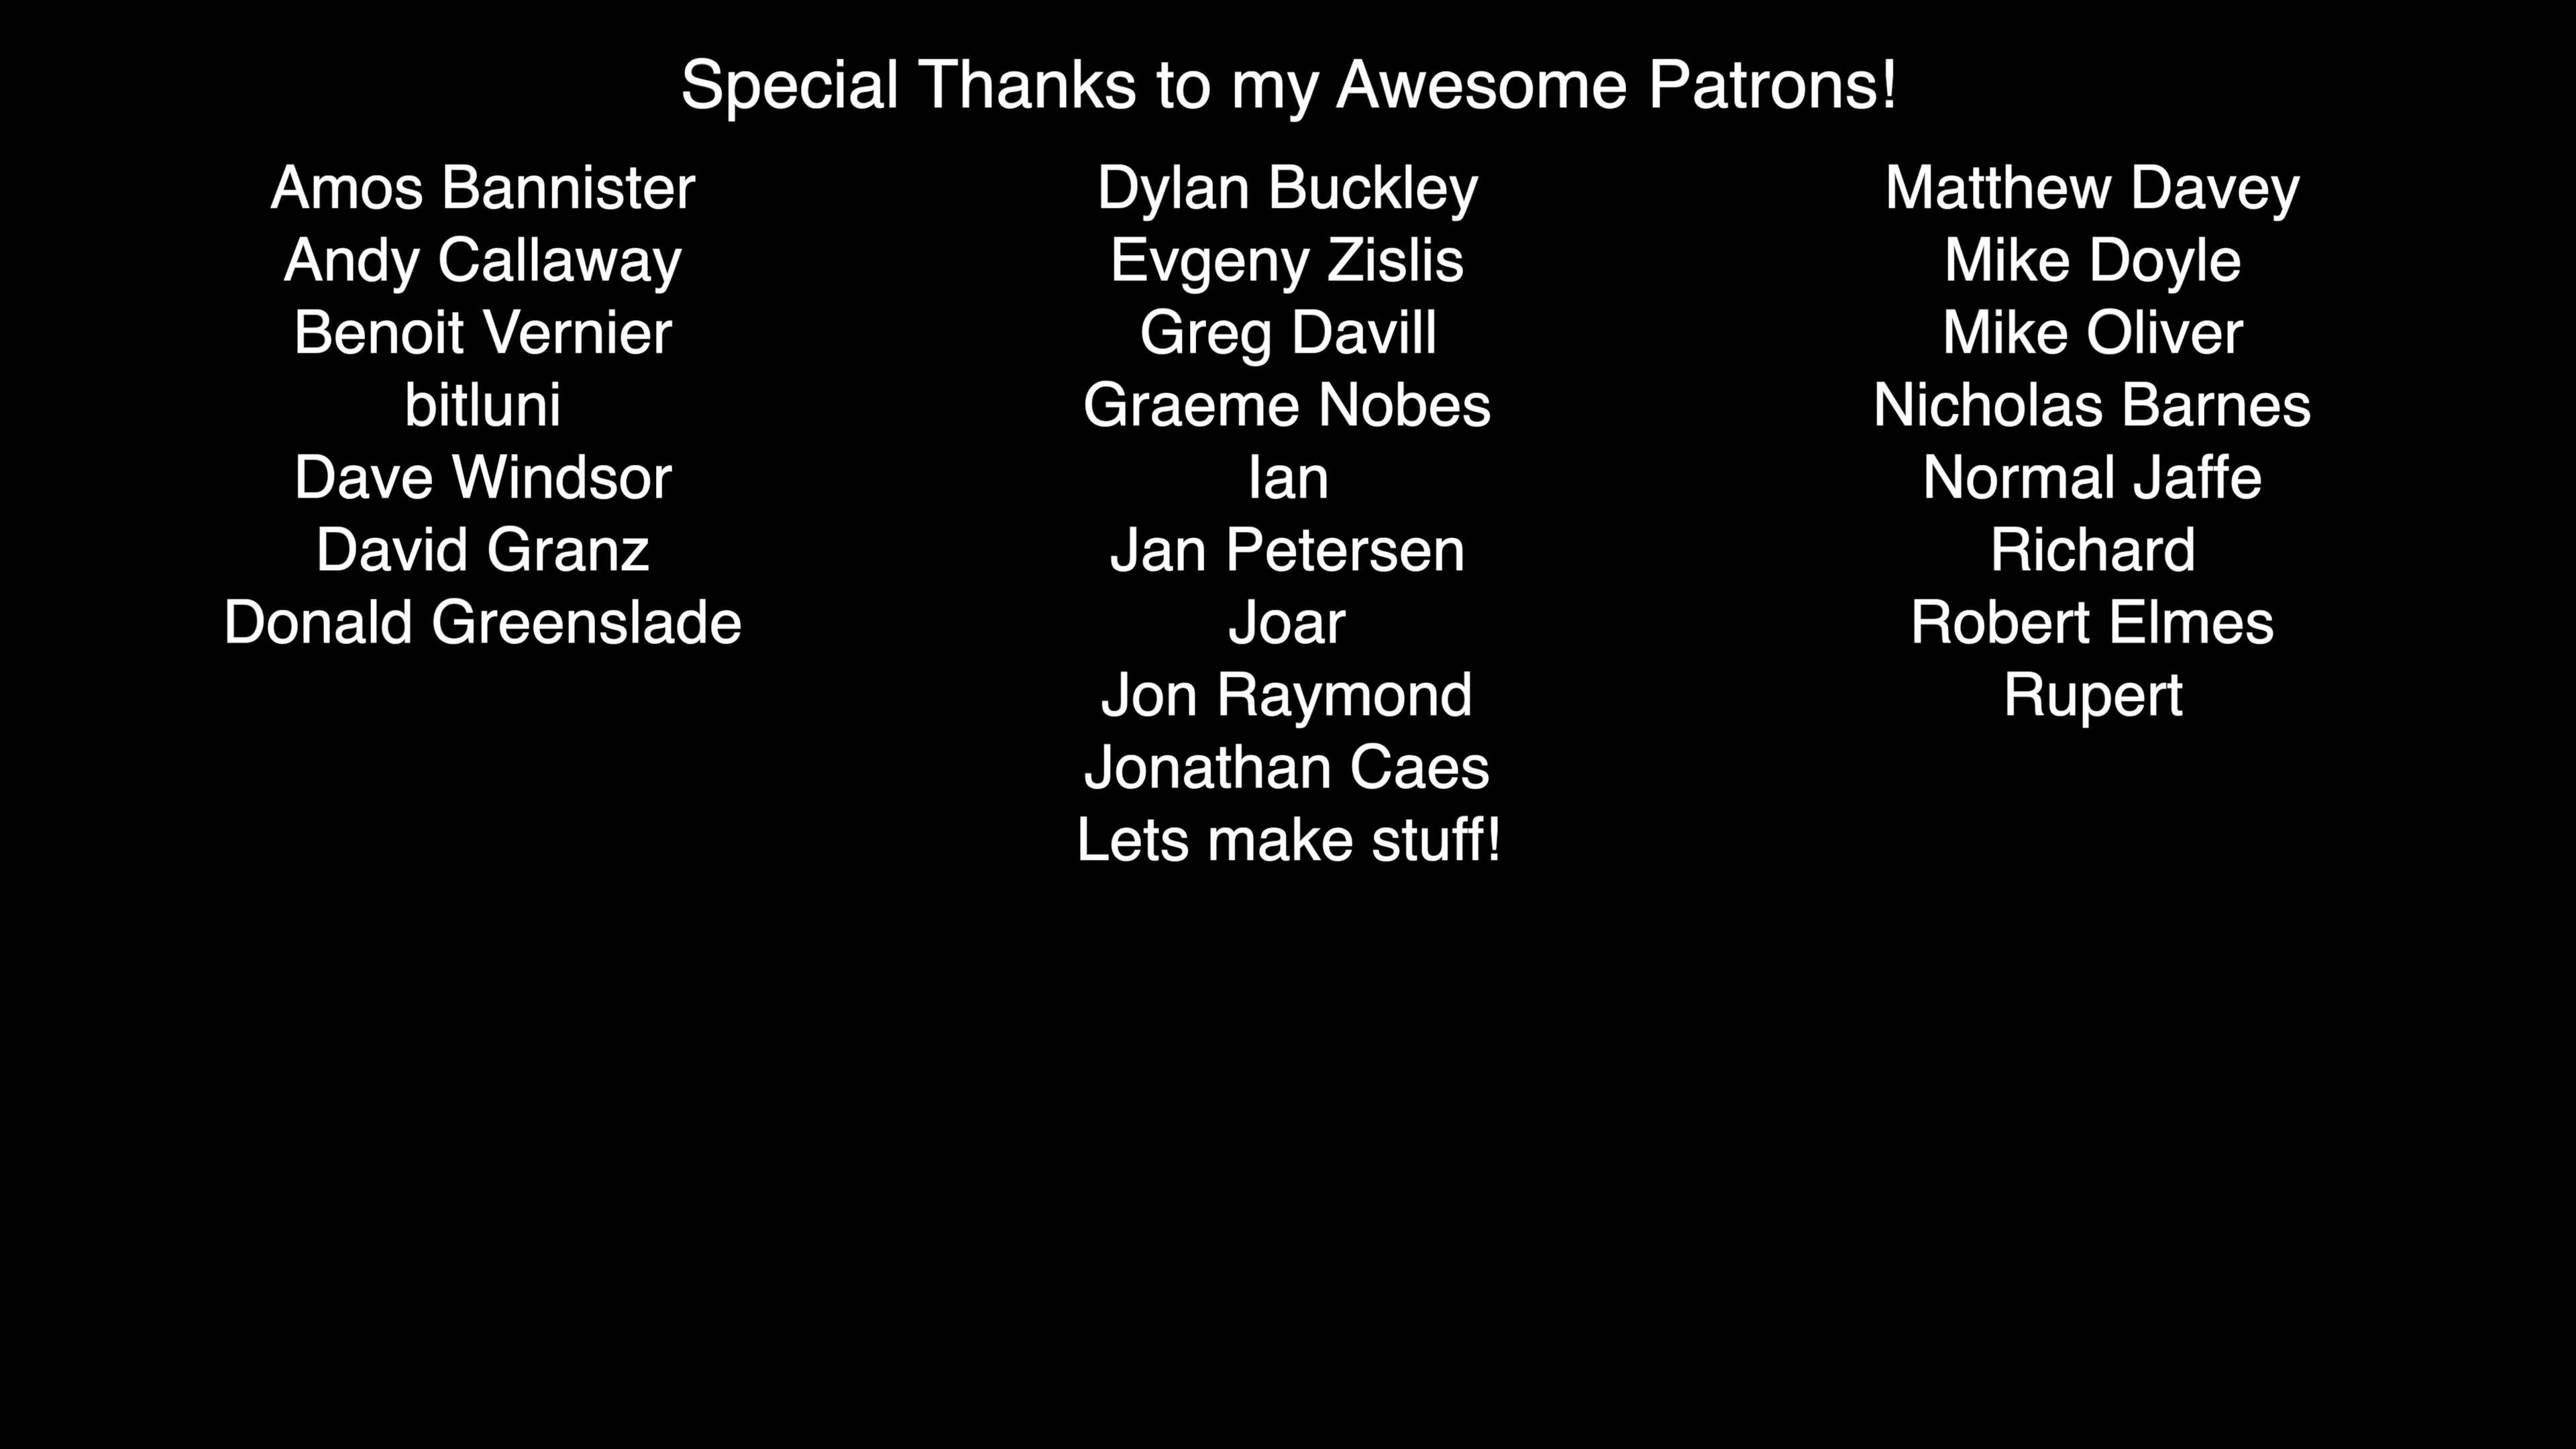 Special Thanks to my Awesome Patrons!
Amos Bannister
Andy Callaway
Benoit Vernier
bitluni
Dave Windsor
David Granz
Donald Greenslade
Dylan Buckley
Evgeny Zislis
Greg Davill
Graeme Nobes
Ian
Jan Petersen
Joar
Jon Raymond
Jonathan Caes
Lets make stuff!
Matthew Davey
Mike Doyle
Mike Oliver
Nicholas Barnes
Normal Jaffe
Richard
Robert Elmes
Rupert